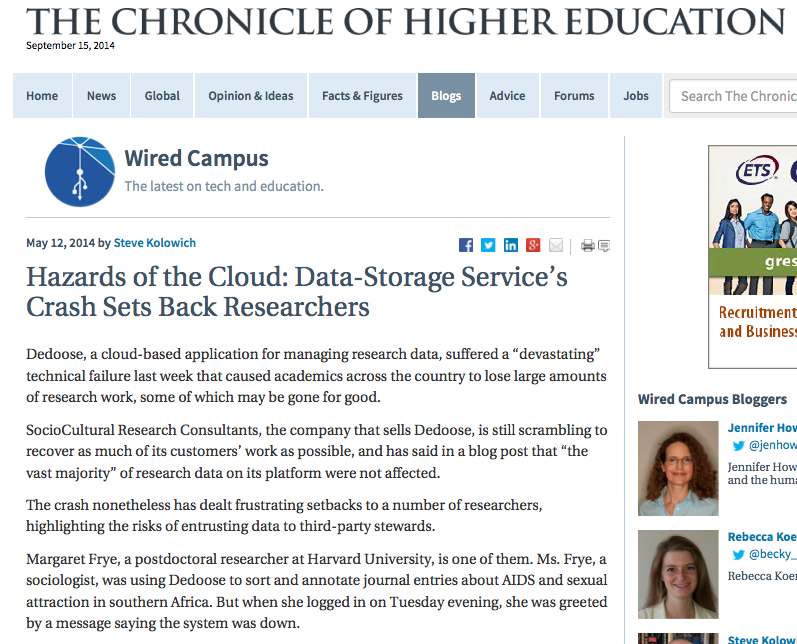 THE CHRONICLE OF HIGHER EDUCATION
September 15, 2014
Home News Global Opinion & Ideas Facts & Figures Blogs Advice Forums Jobs Search The Chronic
Wired Campus
The latest on tech and education.
May 12, 2014 by Steve Kolowich
Hazards of the Cloud: Data-Storage Service’s
Crash Sets Back Researchers
Dedoose, a cloud-based application for managing research data, suffered a “devastating”
technical failure last week that caused academics across the country to lose large amounts
of research work, some of which may be gone for good.
SocioCultural Research Consultants, the company that sells Dedoose, is still scrambling to
recover as much of its customers’ work as possible, and has said in a blog post that “the
vast majority” of research data on its platform were not affected.
The crash nonetheless has dealt frustrating setbacks to a number of researchers,
highlighting the risks of entrusting data to third-party stewards.
Margaret Frye, a postdoctoral researcher at Harvard University, is one of them. Ms. Frye, a
sociologist, was using Dedoose to sort and annotate journal entries about AIDS and sexual
attraction in southern Africa. But when she logged in on Tuesday evening, she was greeted
by a message saying the system was down.
ETS
gres
Recruitment
and Business
Wired Campus Bloggers
Jennifer How
@jenhow
Jennifer How
and the huma
Rebecca Koe
@becky_
Rebecca Koer
Steve Kolow